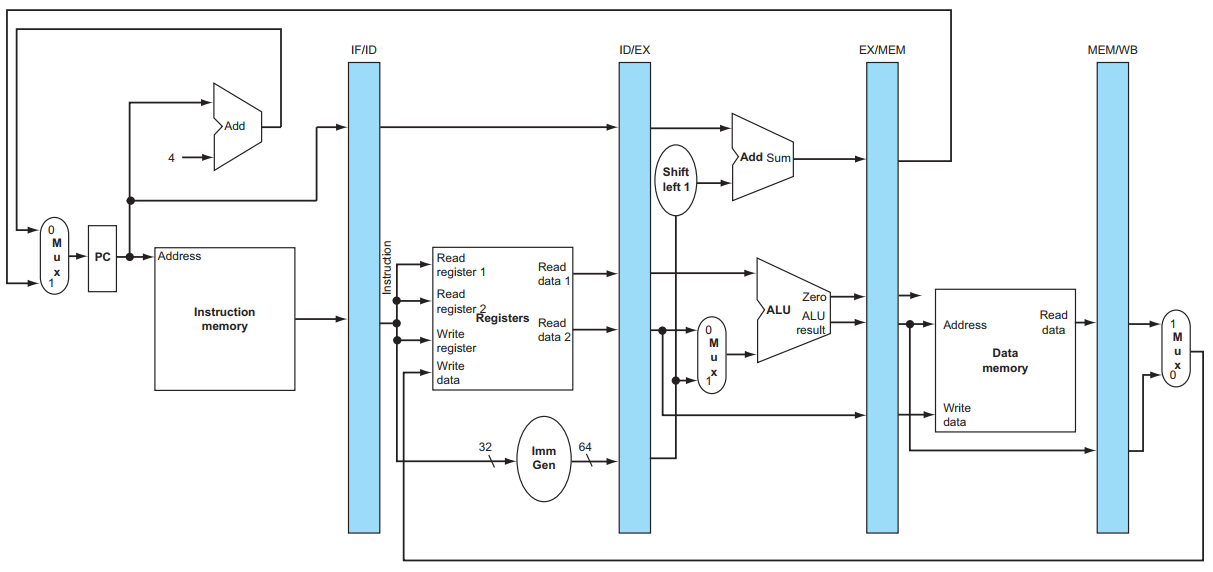 IF/ID
ID/EX
EX/MEM
MEM/WB
Add
4
Add Sum
Shift
left 1
0
M
u
x
1
PC
Address
Instruction
memory
Instruction
Read
register 1
Read
register 2
Write
register
Write
data
Registers
Read
data 1
Read
data 2
0
M
u
x
1
ALU
Zero
ALU
result
Address
Read
data
Data
memory
Write
data
1
M
u
x
0
32
Imm
Gen
64